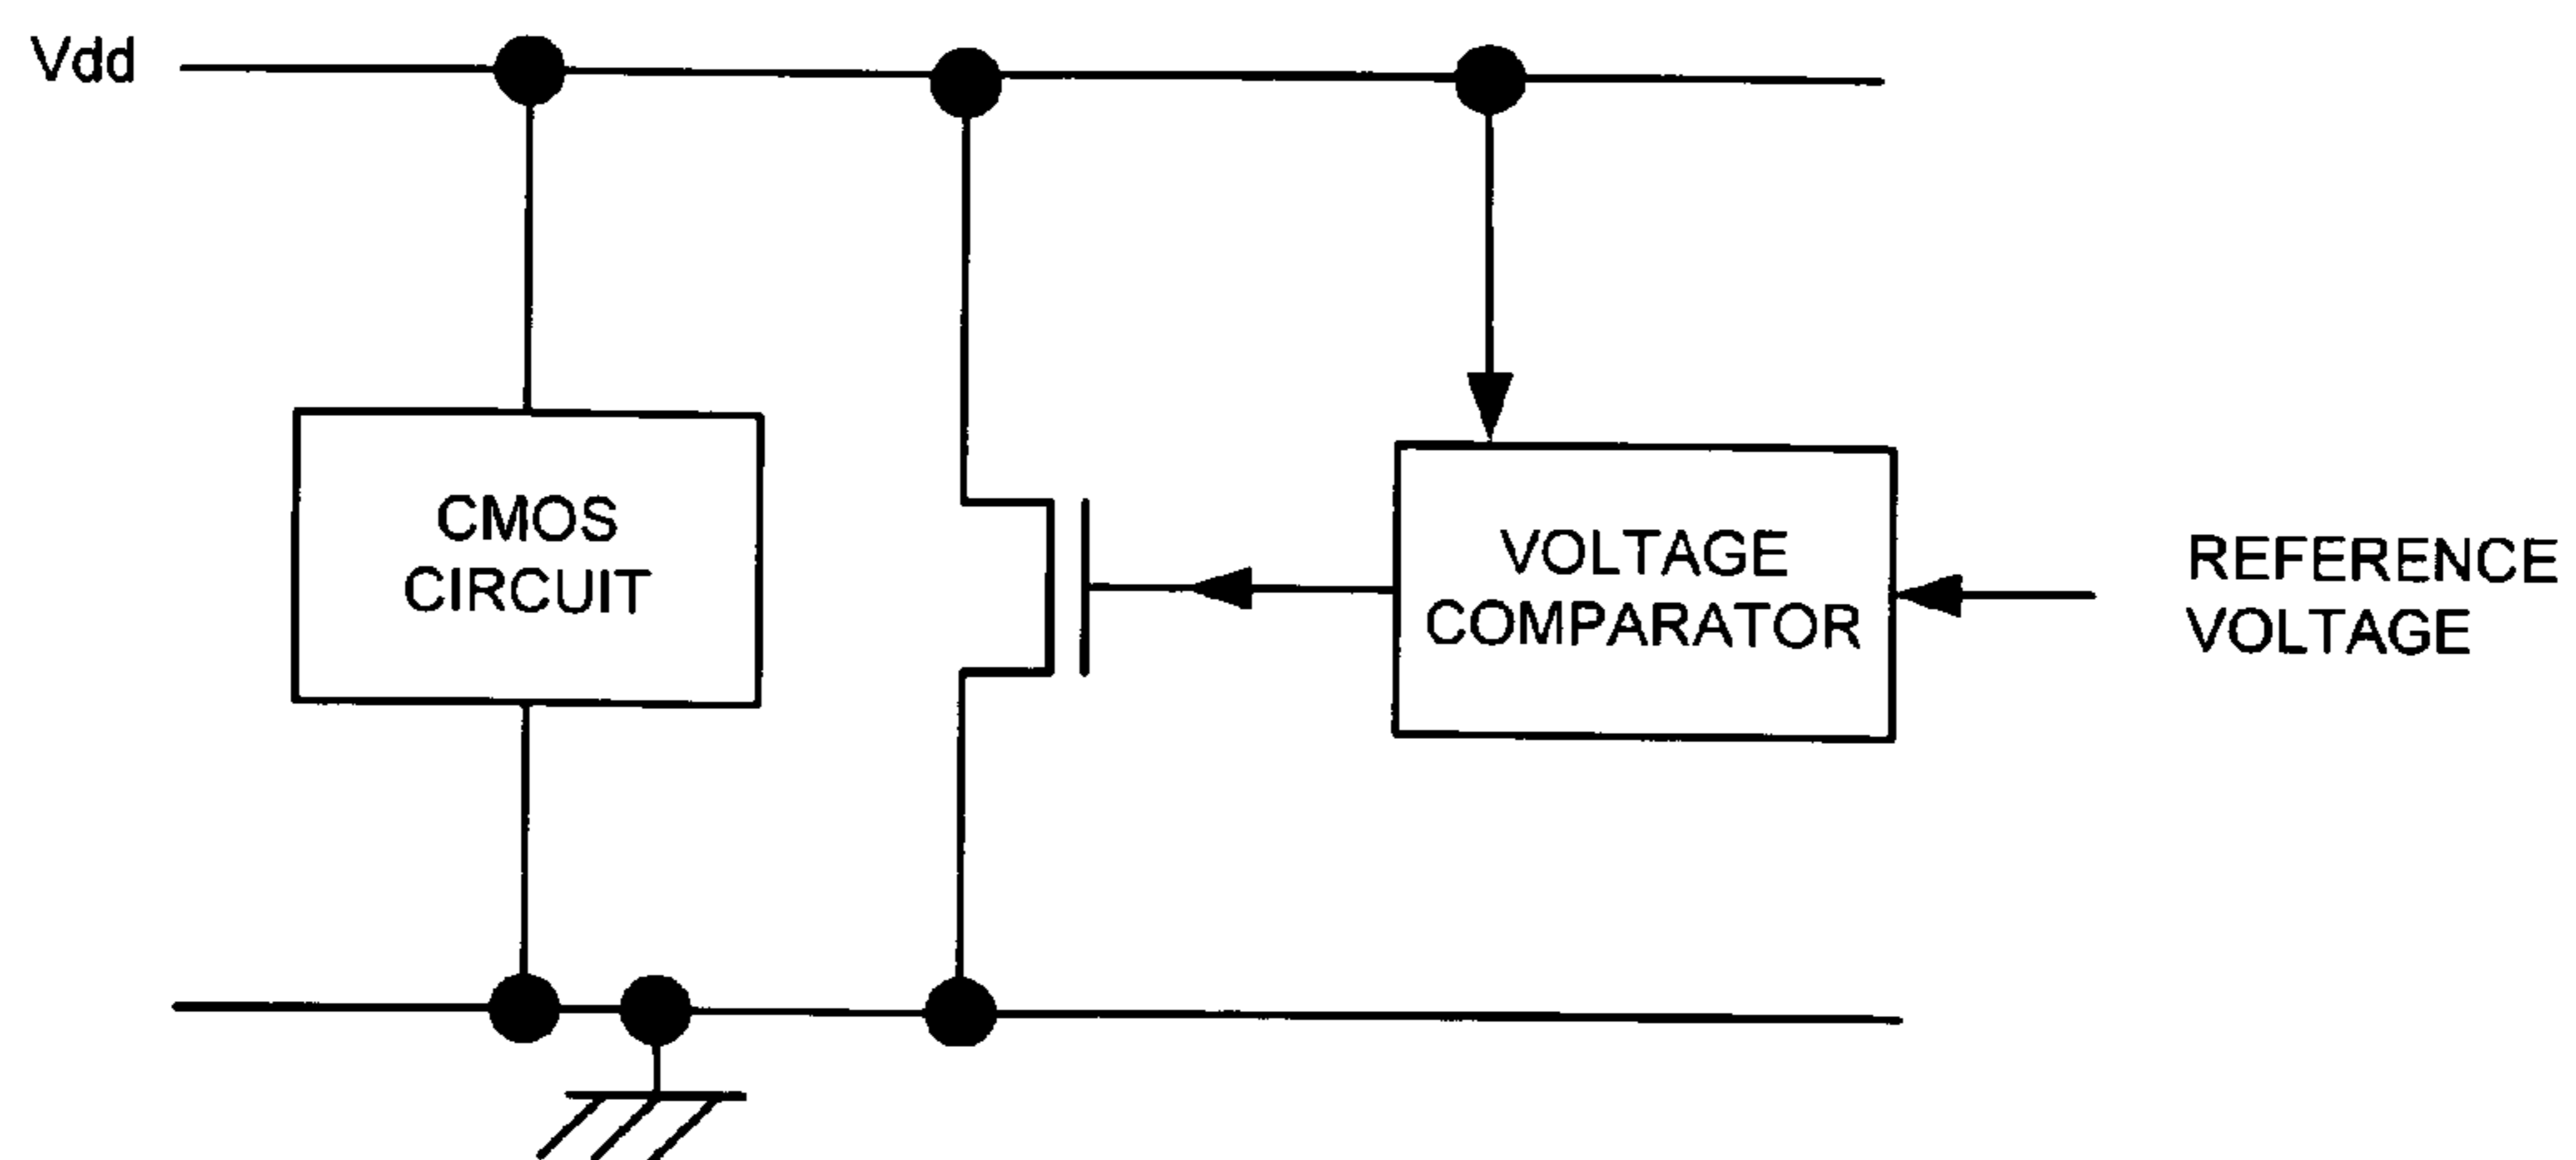 Vdd
CMOS
CIRCUIT
VOLTAGE
COMPARATOR
REFERENCE
VOLTAGE